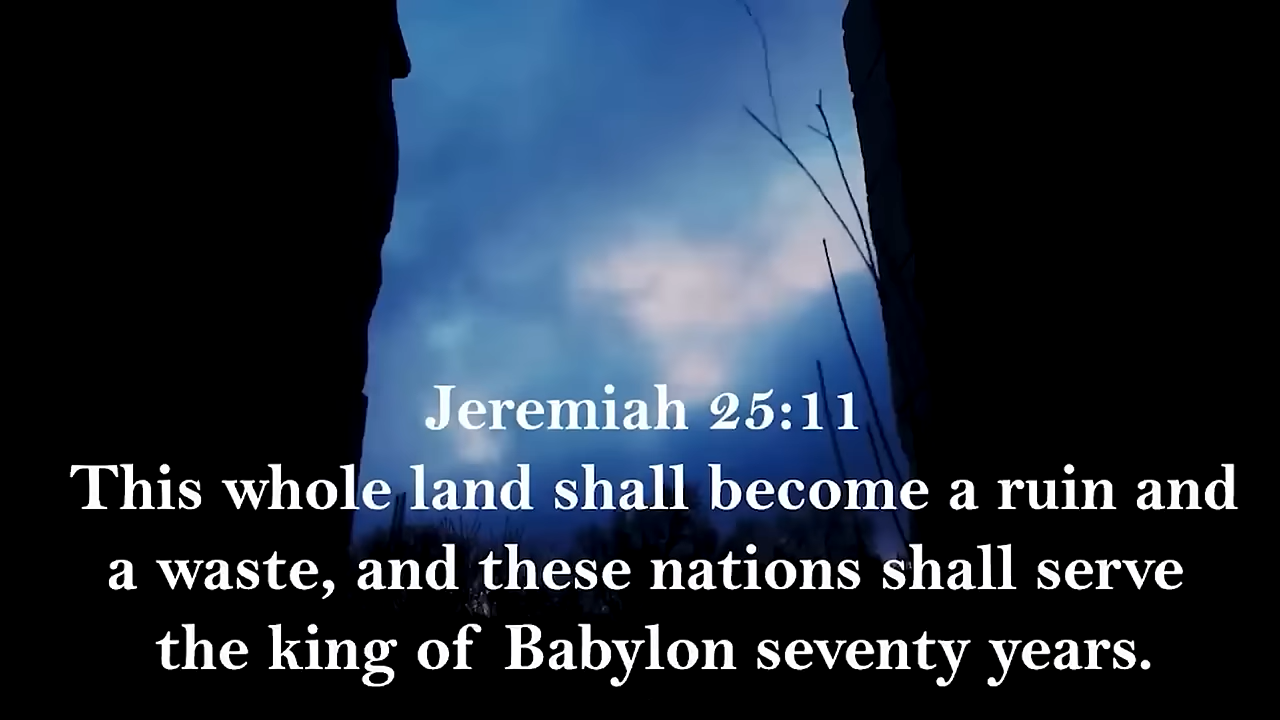 Jeremiah 25:11
This whole land shall become a ruin and
a waste, and these nations shall serve
the king of Babylon seventy years.